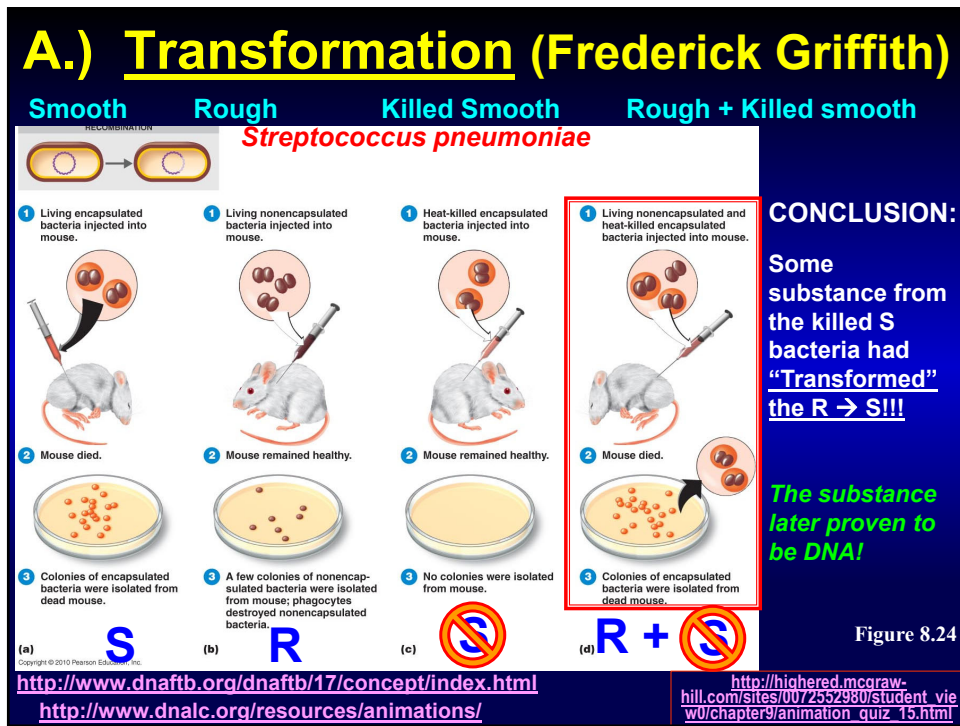 A.) Transformation (Frederick Griffith)
Smooth Rough Killed Smooth Rough + Killed smooth
RECOMBINATION
Streptococcus pneumoniae
1 Living encapsulated
bacteria injected into
mouse.
2 Mouse died.
3 Colonies of encapsulated
bacteria were isolated from
dead mouse.
(a) S
1 Living nonencapsulated
bacteria injected into
mouse.
2 Mouse remained healthy.
3 A few colonies of nonencap-
sulated bacteria were isolated
from mouse; phagocytes
destroyed nonencapsulated
bacteria.
(b) R
1 Heat-killed encapsulated
bacteria injected into
mouse.
2 Mouse remained healthy.
3 No colonies were isolated
from mouse.
(c) S
1 Living nonencapsulated and
heat-killed encapsulated
bacteria injected into mouse.
2 Mouse died.
3 Colonies of encapsulated
bacteria were isolated from
dead mouse.
(d) R + S
Copyright © 2010 Pearson Education, Inc.
CONCLUSION:
Some
substance from
the killed S
bacteria had
“Transformed”
the R → S!!!
The substance
later proven to
be DNA!
Figure 8.24
http://www.dnaftb.org/dnaftb/17/concept/index.html
http://www.dnalc.org/resources/animations/
http://highered.mcgraw-
hill.com/sites/0072552980/student_vie
w0/chapter9/animation_quiz_15.html